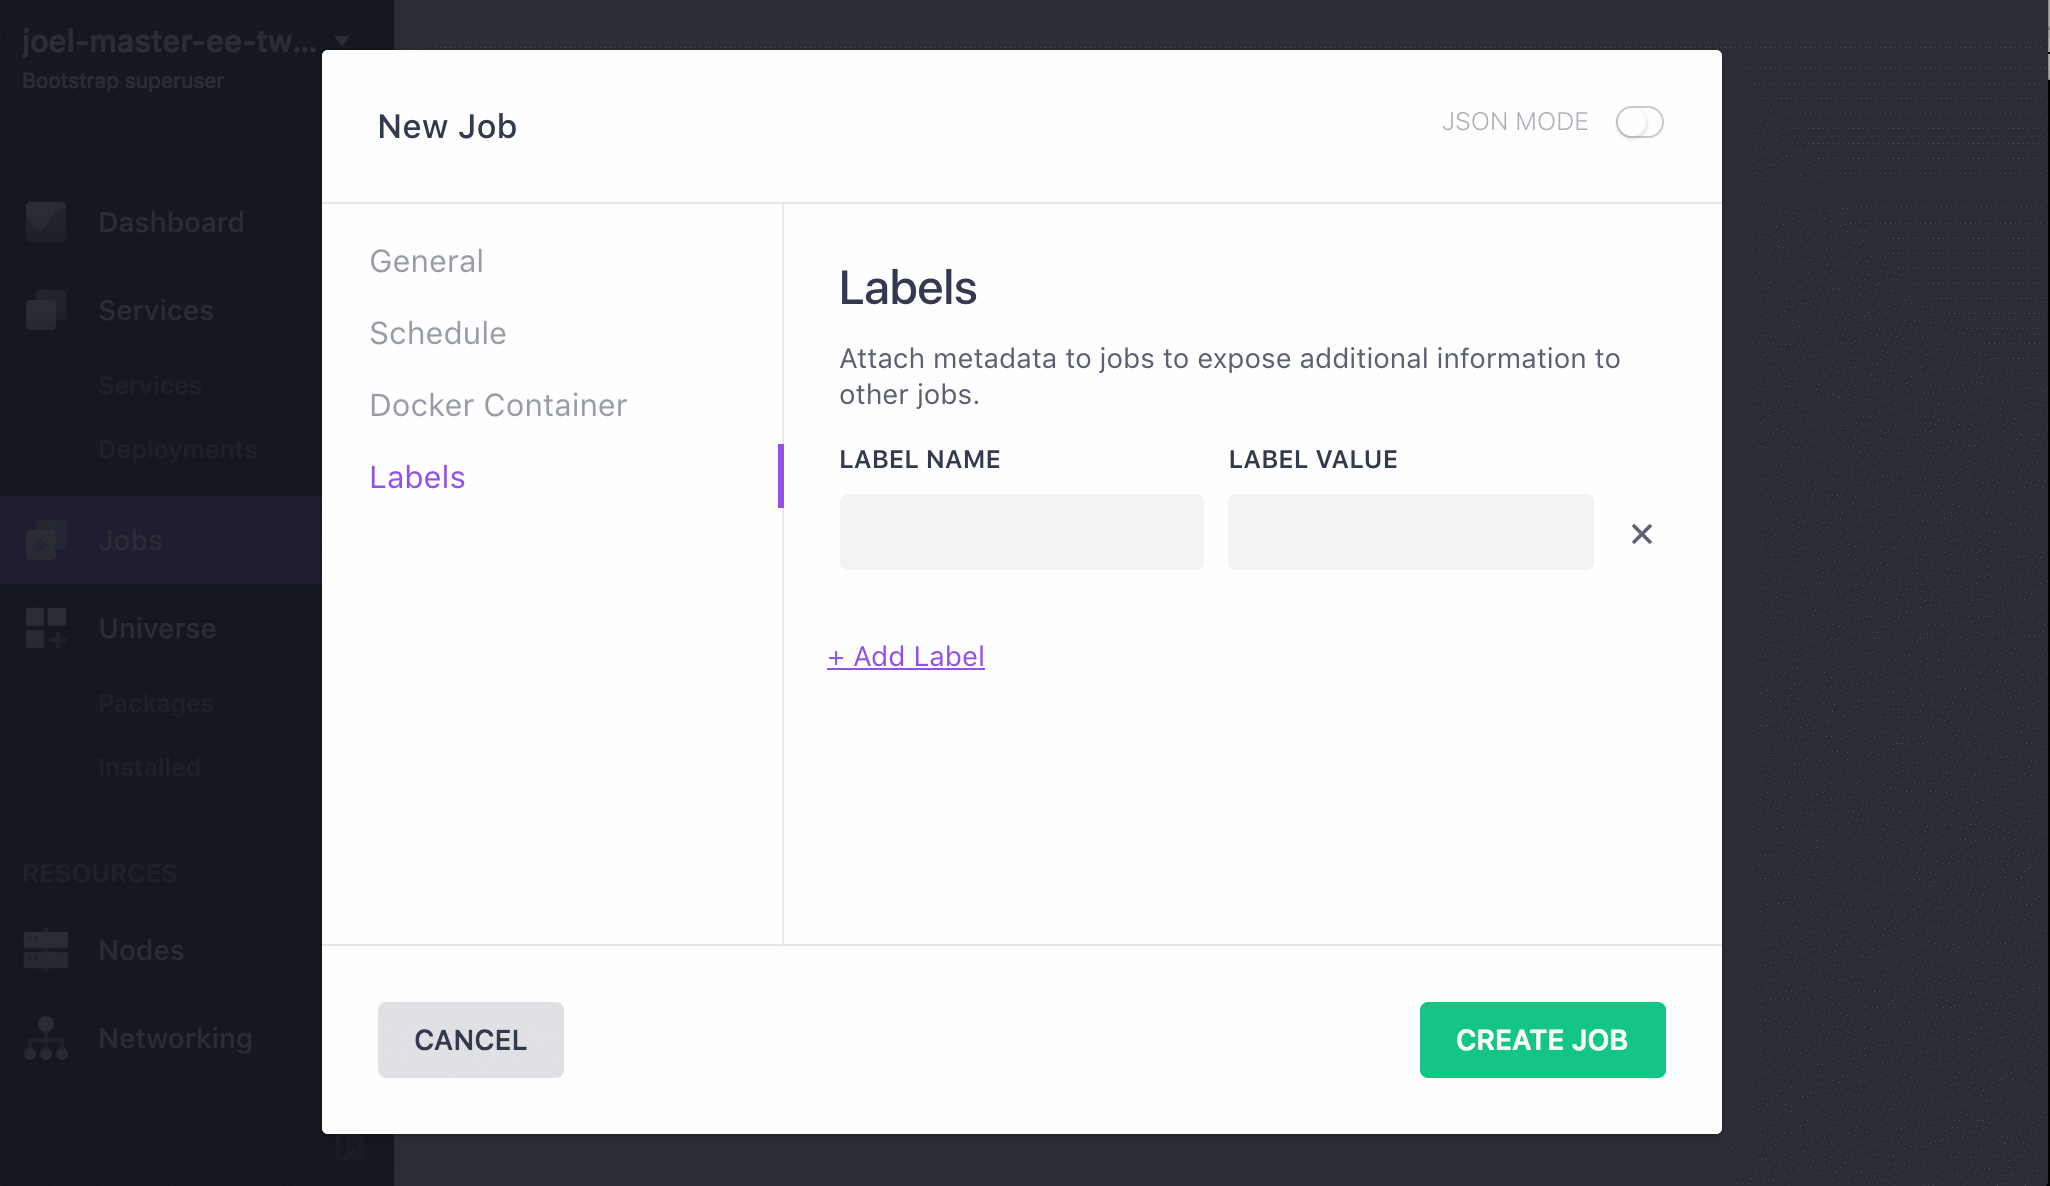 joel-master-ee-tw...
Bootstrap superuser
Dashboard
Services
Services
Deployments
Jobs
Universe
Packages
Installed
RESOURCES
Nodes
Networking
New Job
JSON MODE
General
Schedule
Docker Container
Labels
Labels
Attach metadata to jobs to expose additional information to
other jobs.
LABEL NAME
LABEL VALUE
+ Add Label
CANCEL
CREATE JOB